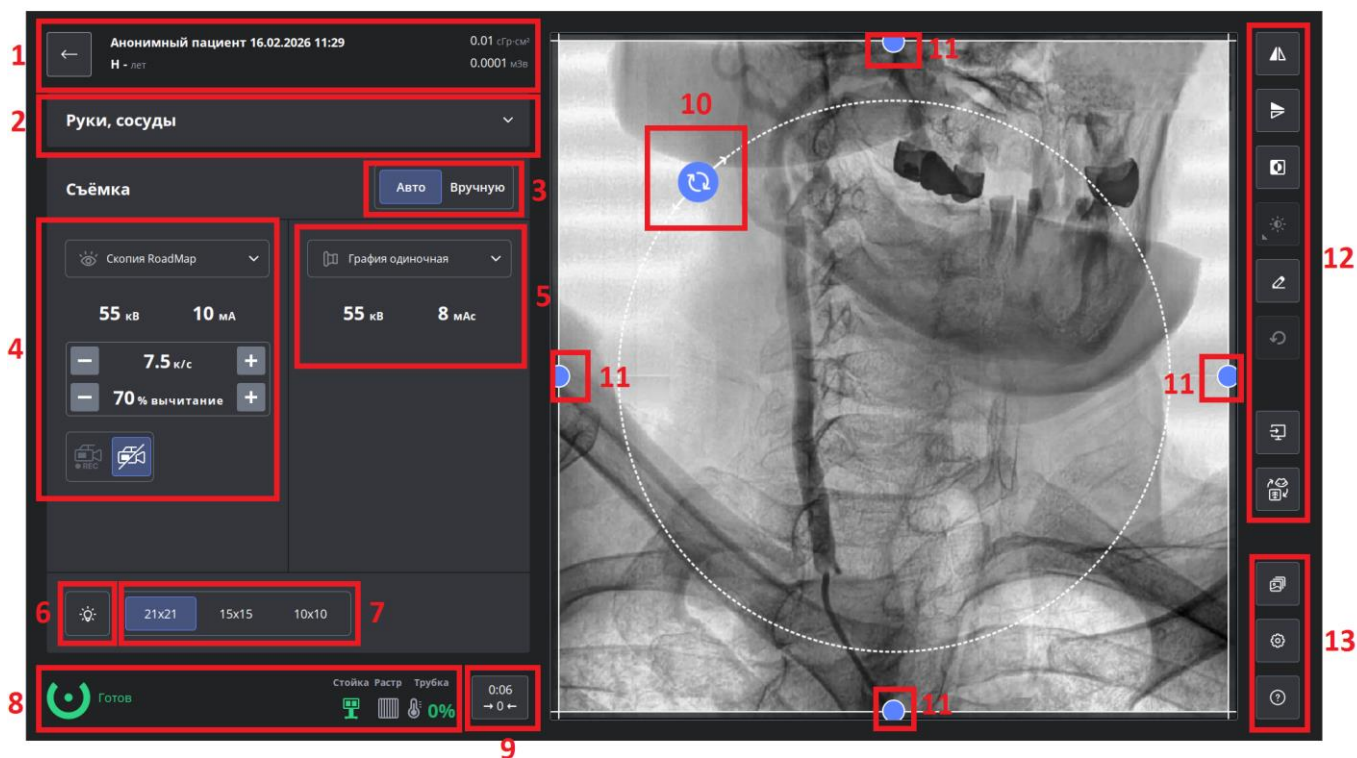 1
Анонимный пациент 16.02.2026 11:29
Н - лет
0.01 сГр·см²
0.0001 мЗв
2
Руки, сосуды
Съёмка
Авто Вручную
3
4
Скопия RoadMap
55 кВ 10 мА
7.5 к/с
70 % вычитание
REC
График одиночная
55 кВ 8 мАс
5
6
21x21 15x15 10x10
7
8
Готов
Стойка Растр Трубка
0%
0:06
→ 0 ←
9
10
11
11
11
11
12
13